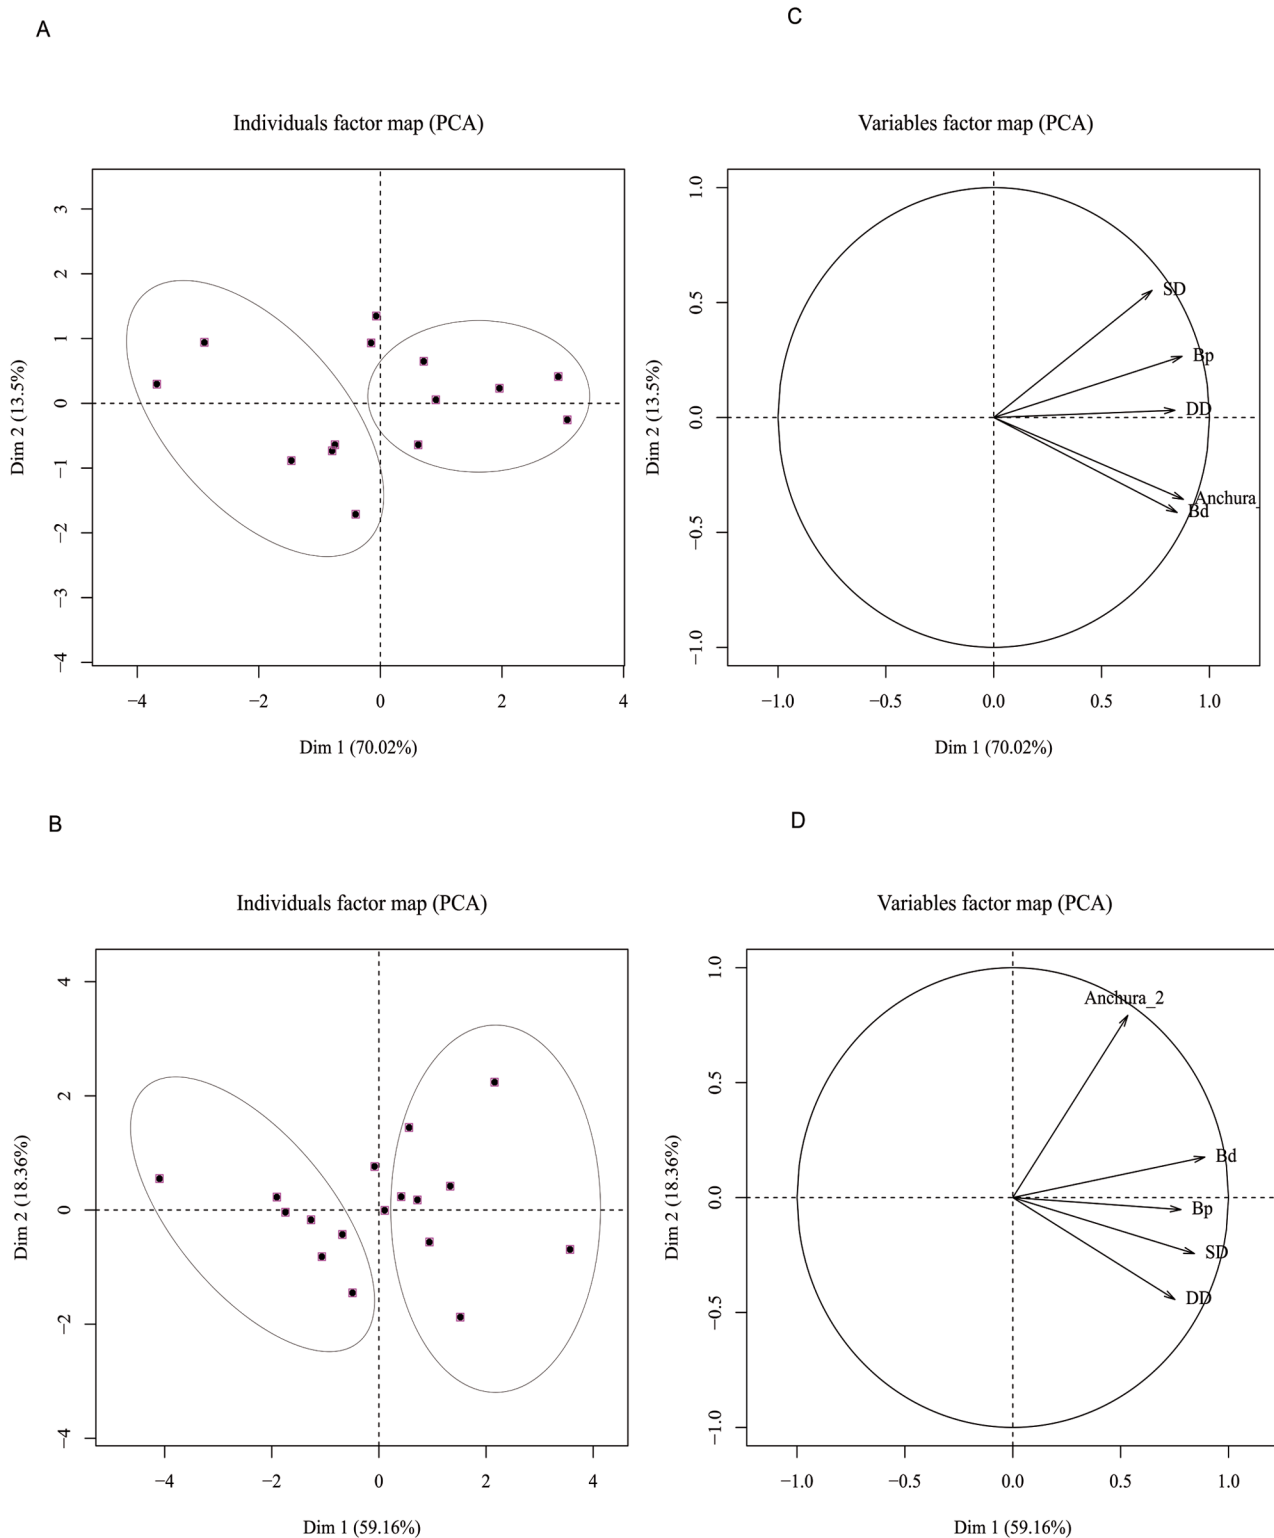 A
C
Individuals factor map (PCA)
Variables factor map (PCA)
3
2
1
0
−1
−2
−3
−4
Dim 2 (13.5%)
−4
−2
0
2
4
Dim 1 (70.02%)
1.0
0.5
0.0
−0.5
−1.0
Dim 2 (13.5%)
SD
Bp
DD
Anchura_
Bd
−1.0
−0.5
0.0
0.5
1.0
Dim 1 (70.02%)
B
D
Individuals factor map (PCA)
Variables factor map (PCA)
4
2
0
−2
−4
Dim 2 (18.36%)
−4
−2
0
2
4
Dim 1 (59.16%)
1.0
0.5
0.0
−0.5
−1.0
Dim 2 (18.36%)
Anchura_2
Bd
Bp
SD
DD
−1.0
−0.5
0.0
0.5
1.0
Dim 1 (59.16%)